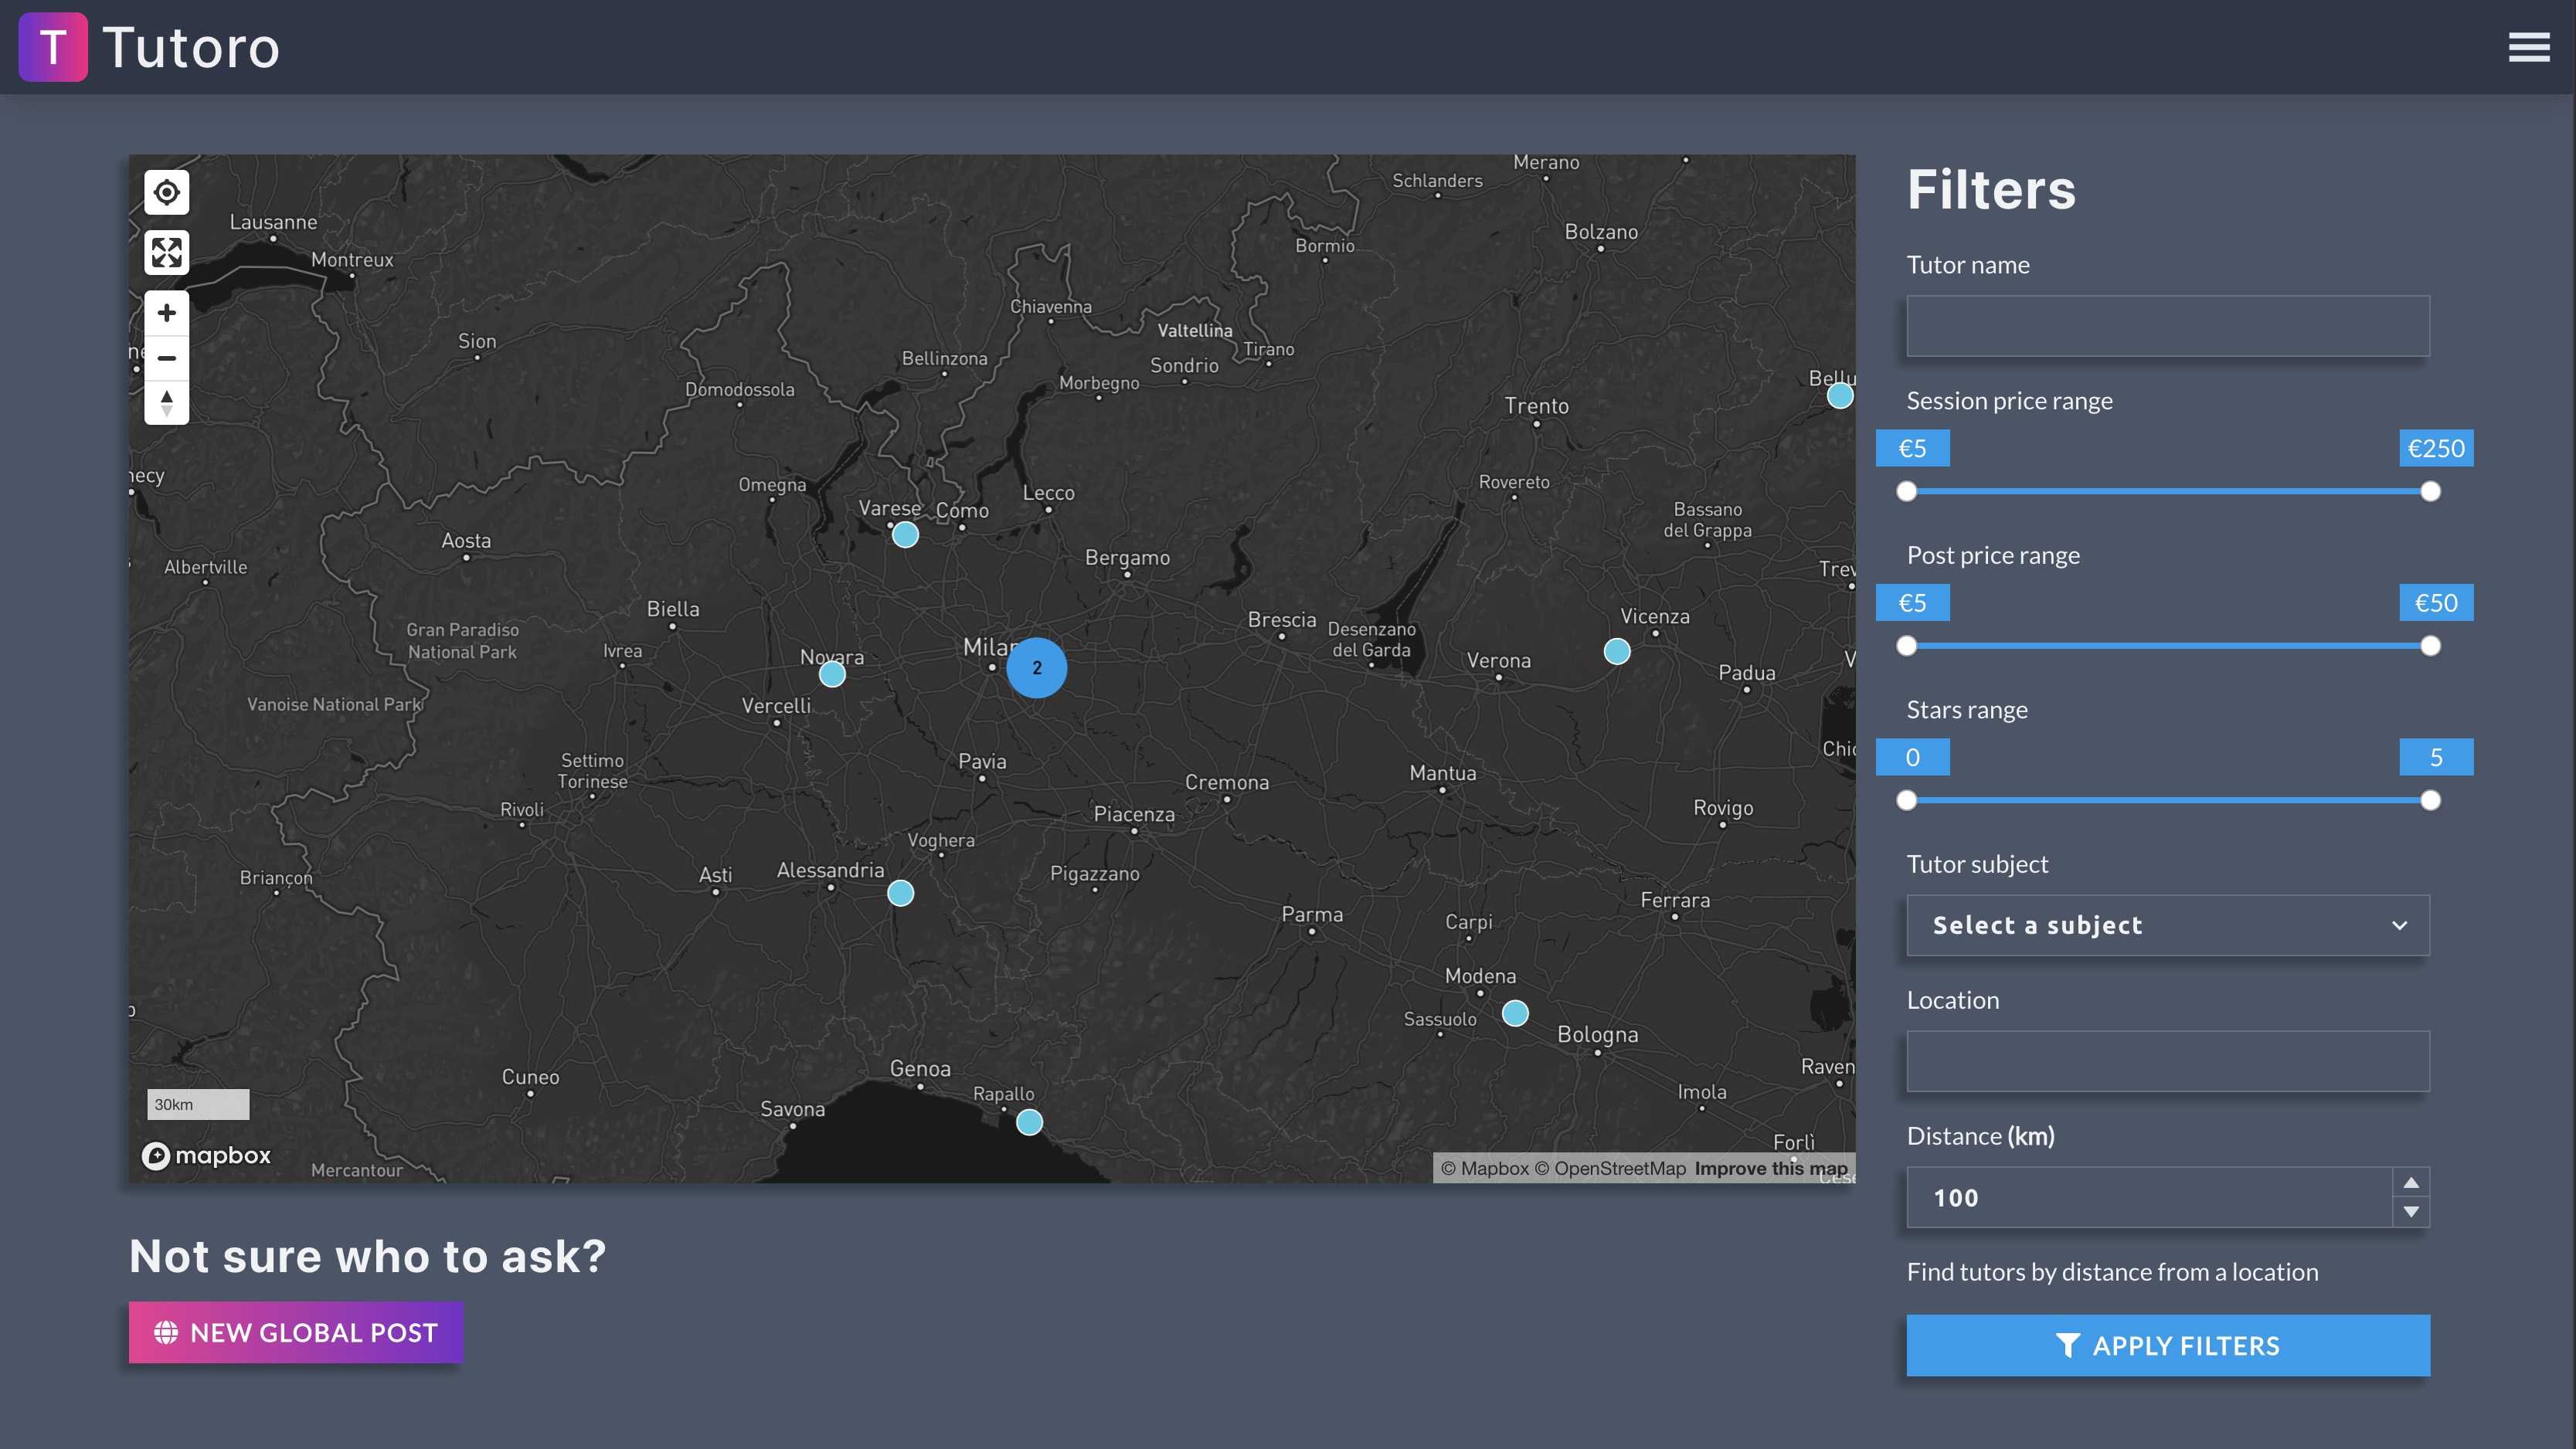 T Tutoro
Merano
Schlanders
Lausanne
Bolzano
Bormio
Montreux
Chiavenna
Valtellina
Sion
Tirano
Bellinzona
Sondrio
Morbegno
Domodossola
Bellu
Trento
necy
Omegna
Rovereto
Lecco
Varese
Como
Bassano
del Grappa
Aosta
Bergamo
Albertville
Trev
Biella
Vicenza
Brescia
Gran Paradiso
National Park
Desenzano
del Garda
Ivrea
Milan
2
Novara
Verona
Padua
Vanoise National Park
Vercelli
Chio
Settimo
Torinese
Pavia
Mantua
Cremona
Rivoli
Rovigo
Piacenza
Voghera
Briançon
Asti
Alessandria
Pigazzano
Ferrara
Parma
Carpi
Modena
Sassuolo
Bologna
Genoa
Raven
Cuneo
Rapallo
Imola
30km
Savona
Forlì
mapbox
Mercantour
© Mapbox © OpenStreetMap Improve this map
Cese
Not sure who to ask?
NEW GLOBAL POST
Filters
Tutor name
Session price range
€5 €250
Post price range
€5 €50
Stars range
0 5
Tutor subject
Select a subject
Location
Distance (km)
100
Find tutors by distance from a location
APPLY FILTERS